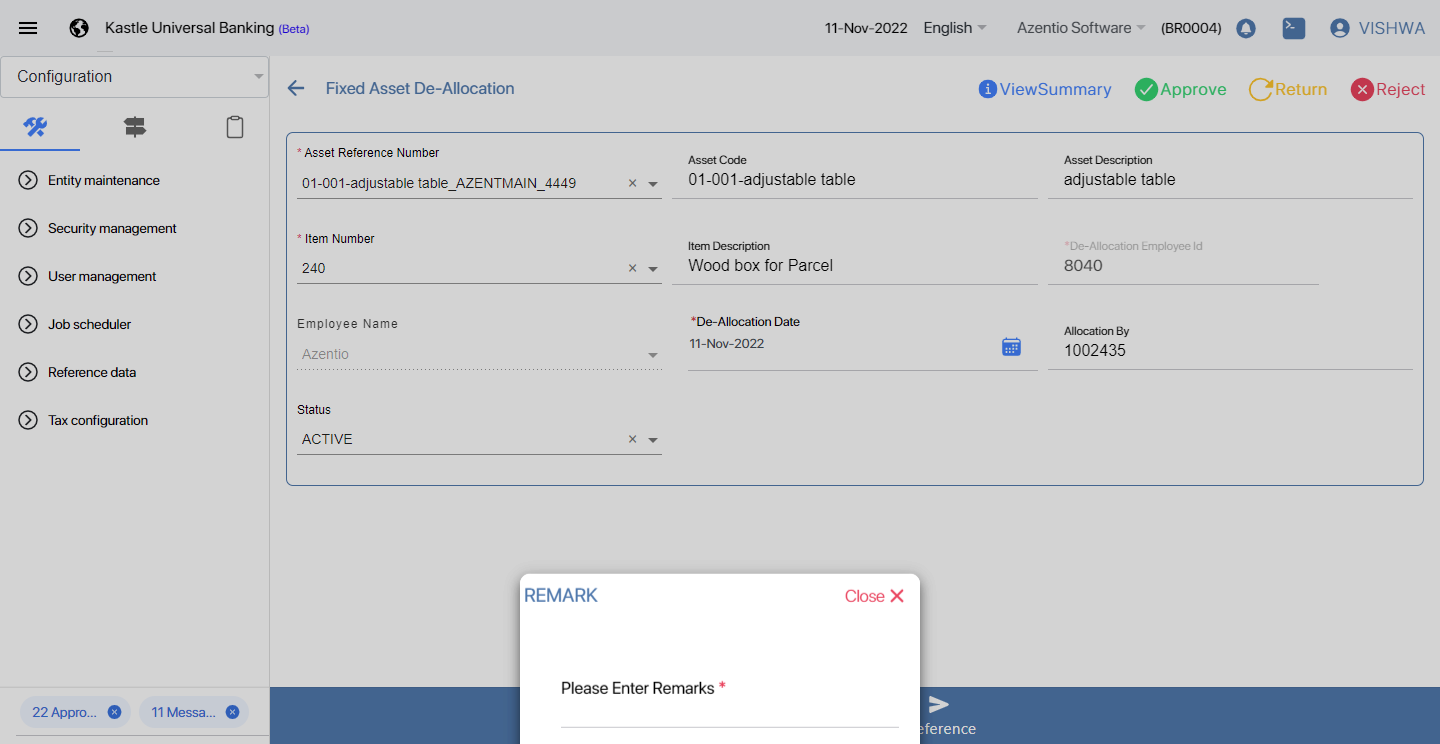 Kastle Universal Banking (Beta)
11-Nov-2022 English Azentio Software (BR0004) VISHWA
Configuration
Fixed Asset De-Allocation
ViewSummary Approve Return Reject
Entity maintenance
Security management
User management
Job scheduler
Reference data
Tax configuration
* Asset Reference Number
01-001-adjustable table_AZENTMAIN_4449
Asset Code
01-001-adjustable table
Asset Description
adjustable table
* Item Number
240
Item Description
Wood box for Parcel
*De-Allocation Employee Id
8040
Employee Name
Azentio
*De-Allocation Date
11-Nov-2022
Allocation By
1002435
Status
ACTIVE
REMARK
Close
Please Enter Remarks *
22 Appro...
11 Messa...
eference